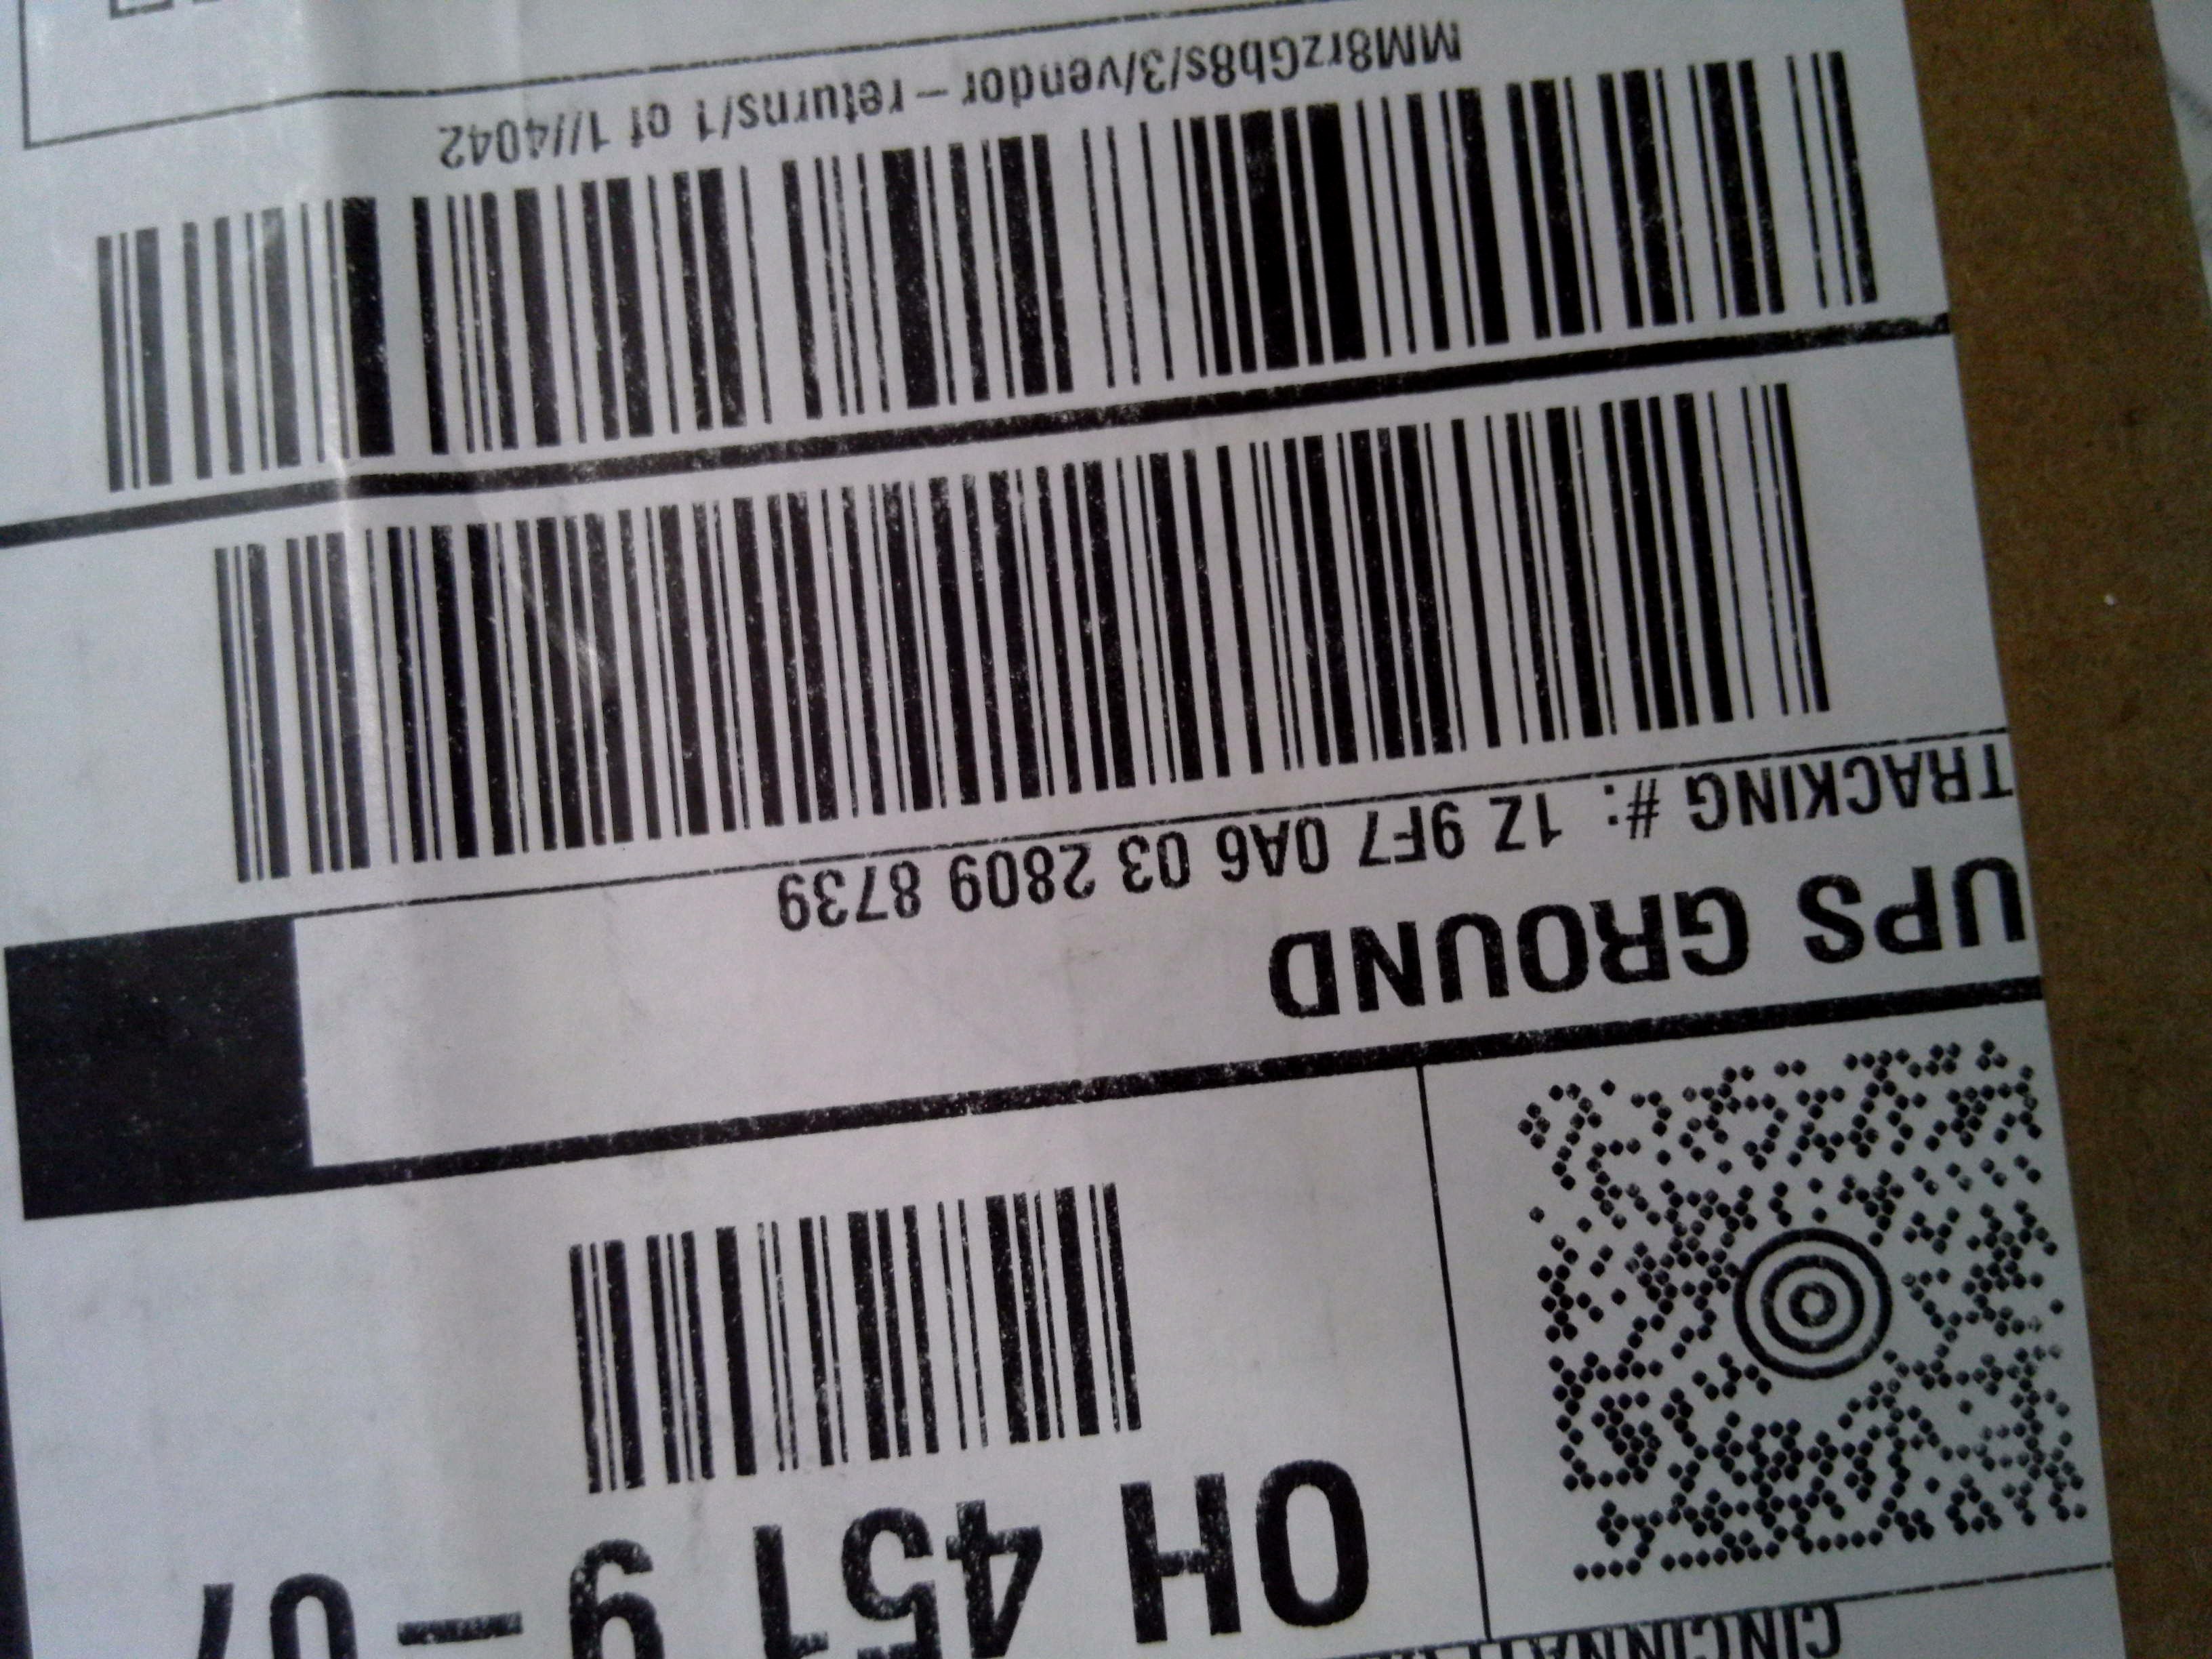 CINCINNATI
OH 451 9-07
UPS GROUND
TRACKING #: 1Z 9F7 0A6 03 2809 8739
MM8rzGb8s/3/vendor-returns/1 of 1//4042